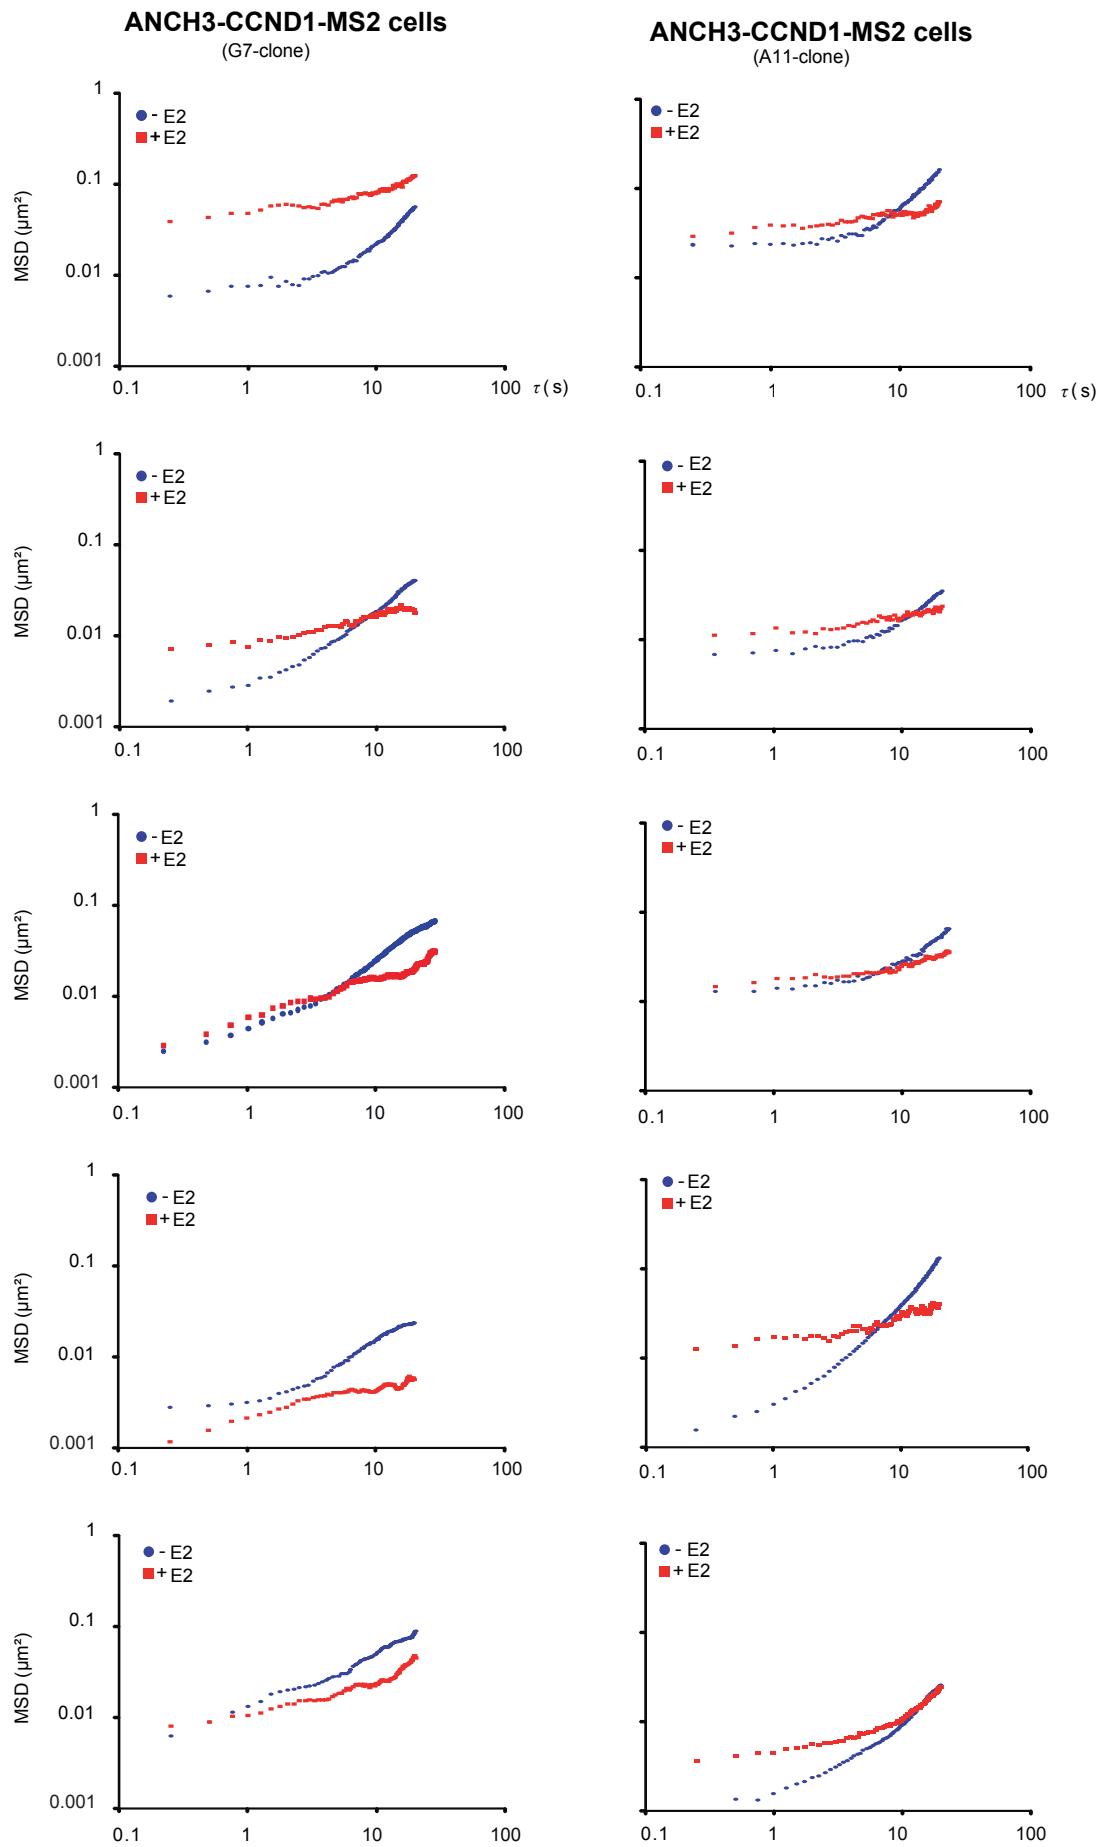 ANCH3-CCND1-MS2 cells
(G7-clone)
ANCH3-CCND1-MS2 cells
(A11-clone)
MSD (µm²)
1
0.1
0.01
0.001
- E2
+ E2
0.1 1 10 100 τ ( s)
- E2
+E2
0.1 1 10 100 τ ( s)
MSD (µm²)
1
0.1
0.01
0.001
- E2
+ E2
0.1 1 10 100
- E2
+ E2
0.1 1 10 100
MSD (µm²)
1
0.1
0.01
0.001
- E2
+ E2
0.1 1 10 100
- E2
+ E2
0.1 1 10 100
MSD (µm²)
1
0.1
0.01
0.001
- E2
+ E2
0.1 1 10 100
- E2
+ E2
0.1 1 10 100
MSD (µm²)
1
0.1
0.01
0.001
- E2
+ E2
0.1 1 10 100
- E2
+ E2
0.1 1 10 100